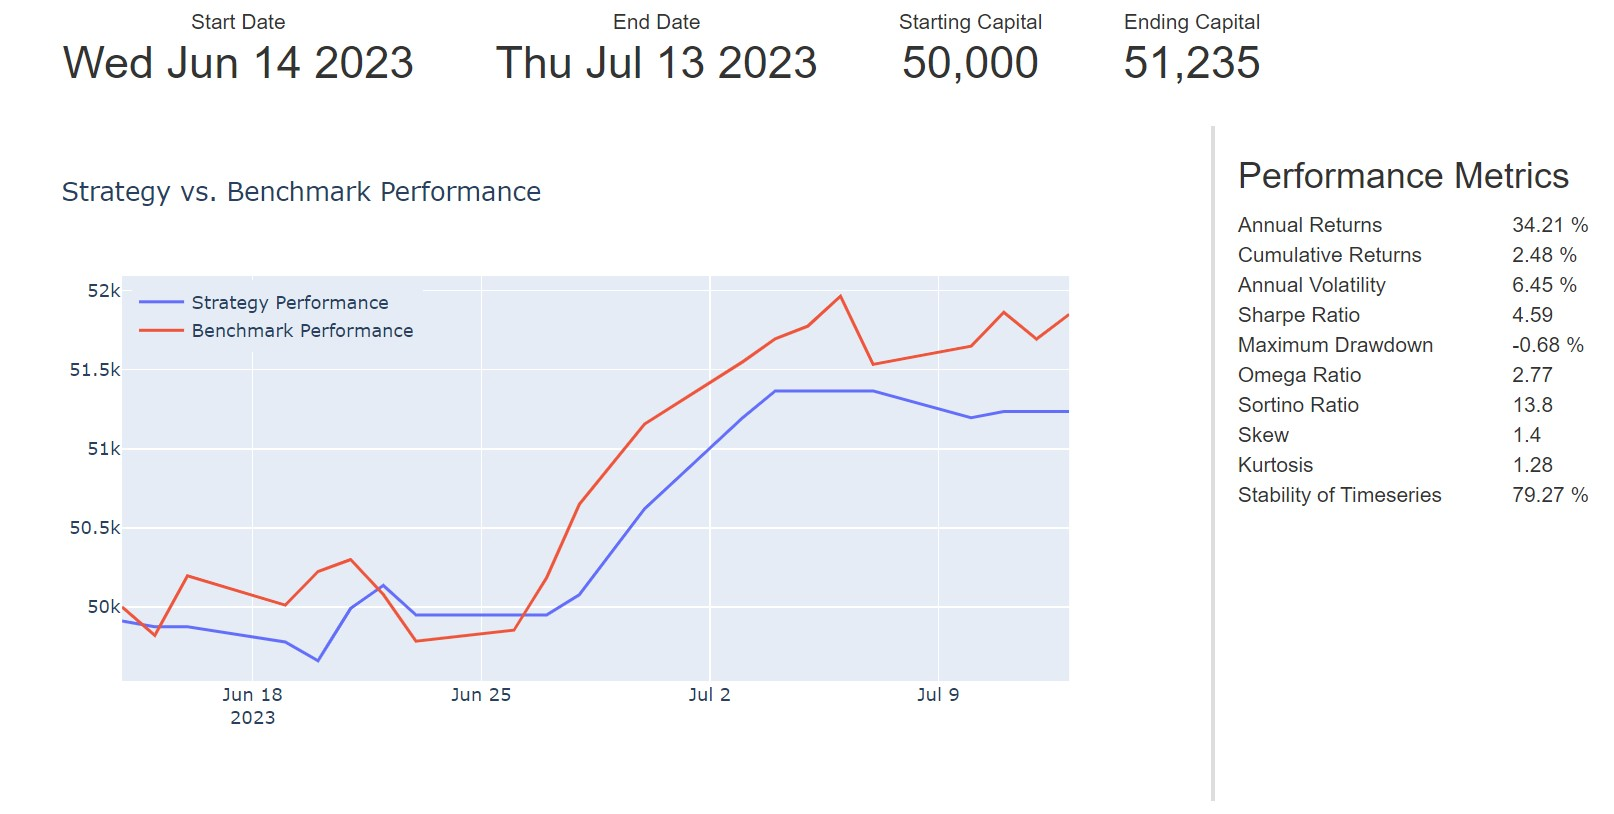 Start Date End Date Starting Capital Ending Capital
Wed Jun 14 2023 Thu Jul 13 2023 50,000 51,235
Strategy vs. Benchmark Performance
52k
51.5k
51k
50.5k
50k
Strategy Performance
Benchmark Performance
Jun 18 Jun 25 Jul 2 Jul 9
2023
Performance Metrics
Annual Returns 34.21 %
Cumulative Returns 2.48 %
Annual Volatility 6.45 %
Sharpe Ratio 4.59
Maximum Drawdown -0.68 %
Omega Ratio 2.77
Sortino Ratio 13.8
Skew 1.4
Kurtosis 1.28
Stability of Timeseries 79.27 %